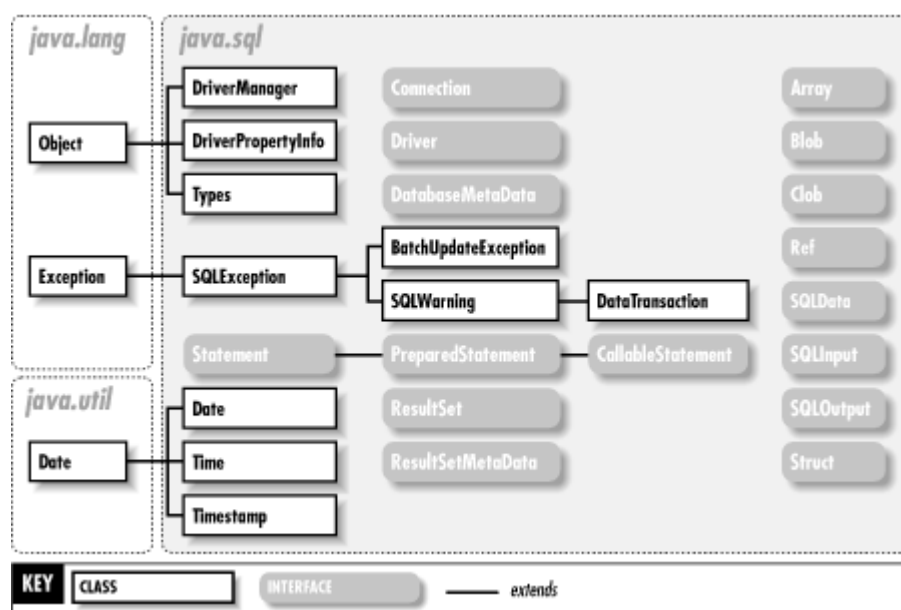 java.lang
java.sql
DriverManager
Connection
Array
Object
DriverPropertyInfo
Driver
Blob
Types
DatabaseMetaData
Clob
BatchUpdateException
Ref
Exception
SQLException
SQLWarning
DataTransaction
SQLData
Statement
PreparedStatement
CallableStatement
SQLInput
java.util
Date
ResultSet
SQLOutput
Date
Time
ResultSetMetaData
Struct
Timestamp
KEY
CLASS
INTERFACE
extends